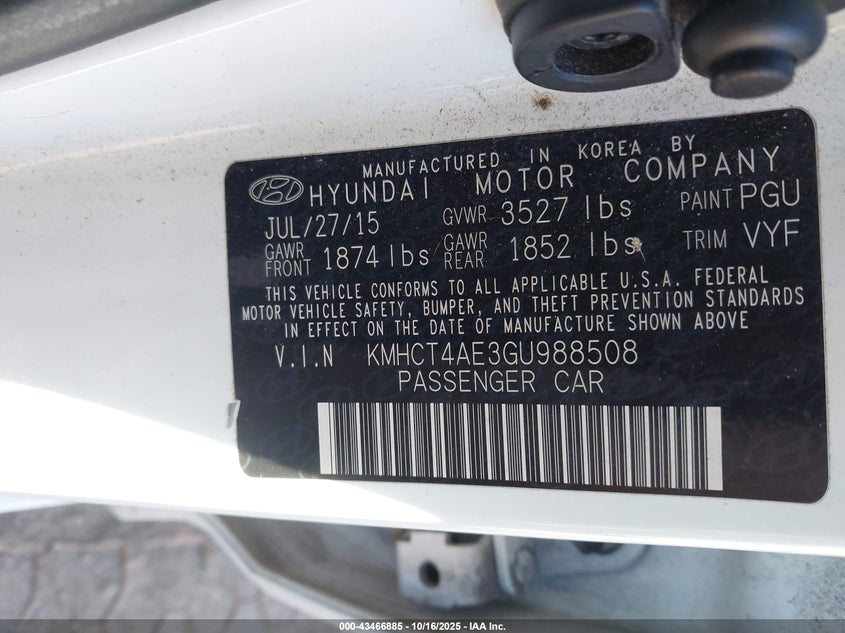 MANUFACTURED IN KOREA BY
HYUNDAI MOTOR COMPANY
JUL/27/15 GVWR 3527 lbs PAINT PGU
GAWR FRONT 1874 lbs GAWR REAR 1852 lbs TRIM VYF
THIS VEHICLE CONFORMS TO ALL APPLICABLE U.S.A. FEDERAL
MOTOR VEHICLE SAFETY, BUMPER, AND THEFT PREVENTION STANDARDS
IN EFFECT ON THE DATE OF MANUFACTURE SHOWN ABOVE
V.I.N KMHCT4AE3GU988508
PASSENGER CAR
000-43466885 - 10/16/2025 - IAA Inc.